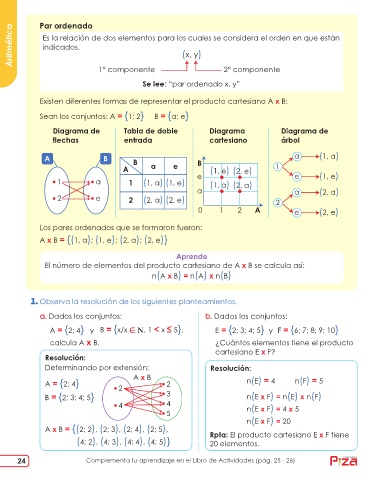 Aritmética
Par ordenado
Es la relación de dos elementos para los cuales se considera el orden en que están
indicados.
(x, y)
1° componente 2° componente
Se lee: "par ordenado x, y"
Existen diferentes formas de representar el producto cartesiano A x B:
Sean los conjuntos: A = {1; 2} B = {a; e}
Diagrama de flechas
A B
• 1 • a
• 2 • e
Tabla de doble entrada
B a e
A
1 (1, a) (1, e)
2 (2, a) (2, e)
Diagrama cartesiano
B
e (1, e) (2, e)
a (1, a) (2, a)
0 1 2 A
Diagrama de árbol
a (1, a)
1
e (1, e)
a (2, a)
2
e (2, e)
Los pares ordenados que se formaron fueron:
A x B = {(1, a); (1, e); (2, a); (2, e)}
Aprende
El número de elementos del producto cartesiano de A x B se calcula así:
n(A x B) = n(A) x n(B)
1. Observa la resolución de los siguientes planteamientos.
a. Dados los conjuntos:
A = {2; 4} y B = {x/x ∈ N, 1 < x ≤ 5},
calcula A x B.
Resolución:
Determinando por extensión:
A = {2; 4}
B = {2; 3; 4; 5}
A x B
• 2 • 2
• 3
• 4 • 4
• 5
A x B = {(2; 2), (2; 3), (2; 4), (2; 5),
(4; 2), (4; 3), (4; 4), (4; 5)}
b. Dados los conjuntos:
E = {2; 3; 4; 5} y F = {6; 7; 8; 9; 10}
¿Cuántos elementos tiene el producto
cartesiano E x F?
Resolución:
n(E) = 4 n(F) = 5
n(E x F) = n(E) x n(F)
n(E x F) = 4 x 5
n(E x F) = 20
Rpta: El producto cartesiano E x F tiene
20 elementos.
24 Complementa tu aprendizaje en el Libro de Actividades (pág. 25 - 26)